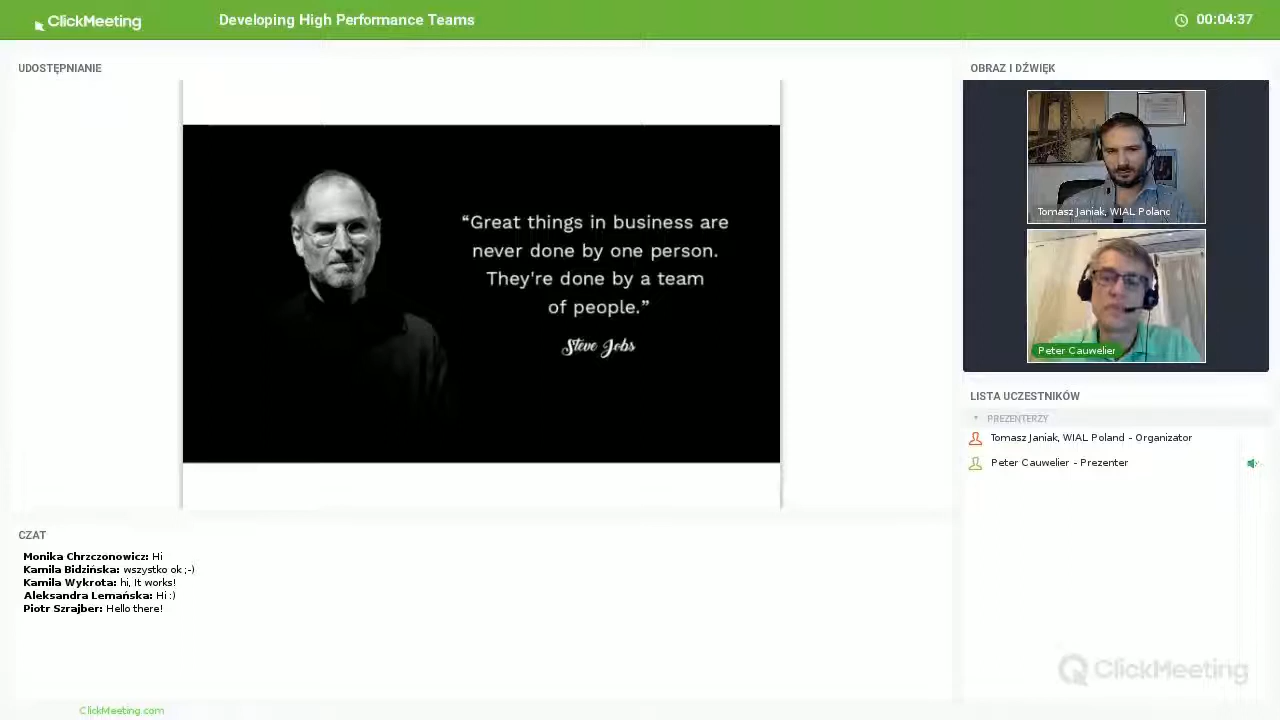 ClickMeeting
Developing High Performance Teams
00:04:37
UDOSTĘPNIANIE
“Great things in business are
never done by one person.
They're done by a team
of people.”
Steve Jobs
OBRAZ I DŹWIĘK
Tomasz Janiak, WIAL Poland
Peter Cauwelier
LISTA UCZESTNIKÓW
PREZENTERZY
Tomasz Janiak, WIAL Poland - Organizator
Peter Cauwelier - Prezenter
CZAT
Monika Chrzczonowicz: Hi
Kamila Bidzińska: wszystko ok ;-)
Kamila Wykrota: hi, It works!
Aleksandra Lemańska: Hi :)
Piotr Szrajber: Hello there!
ClickMeeting
ClickMeeting.com